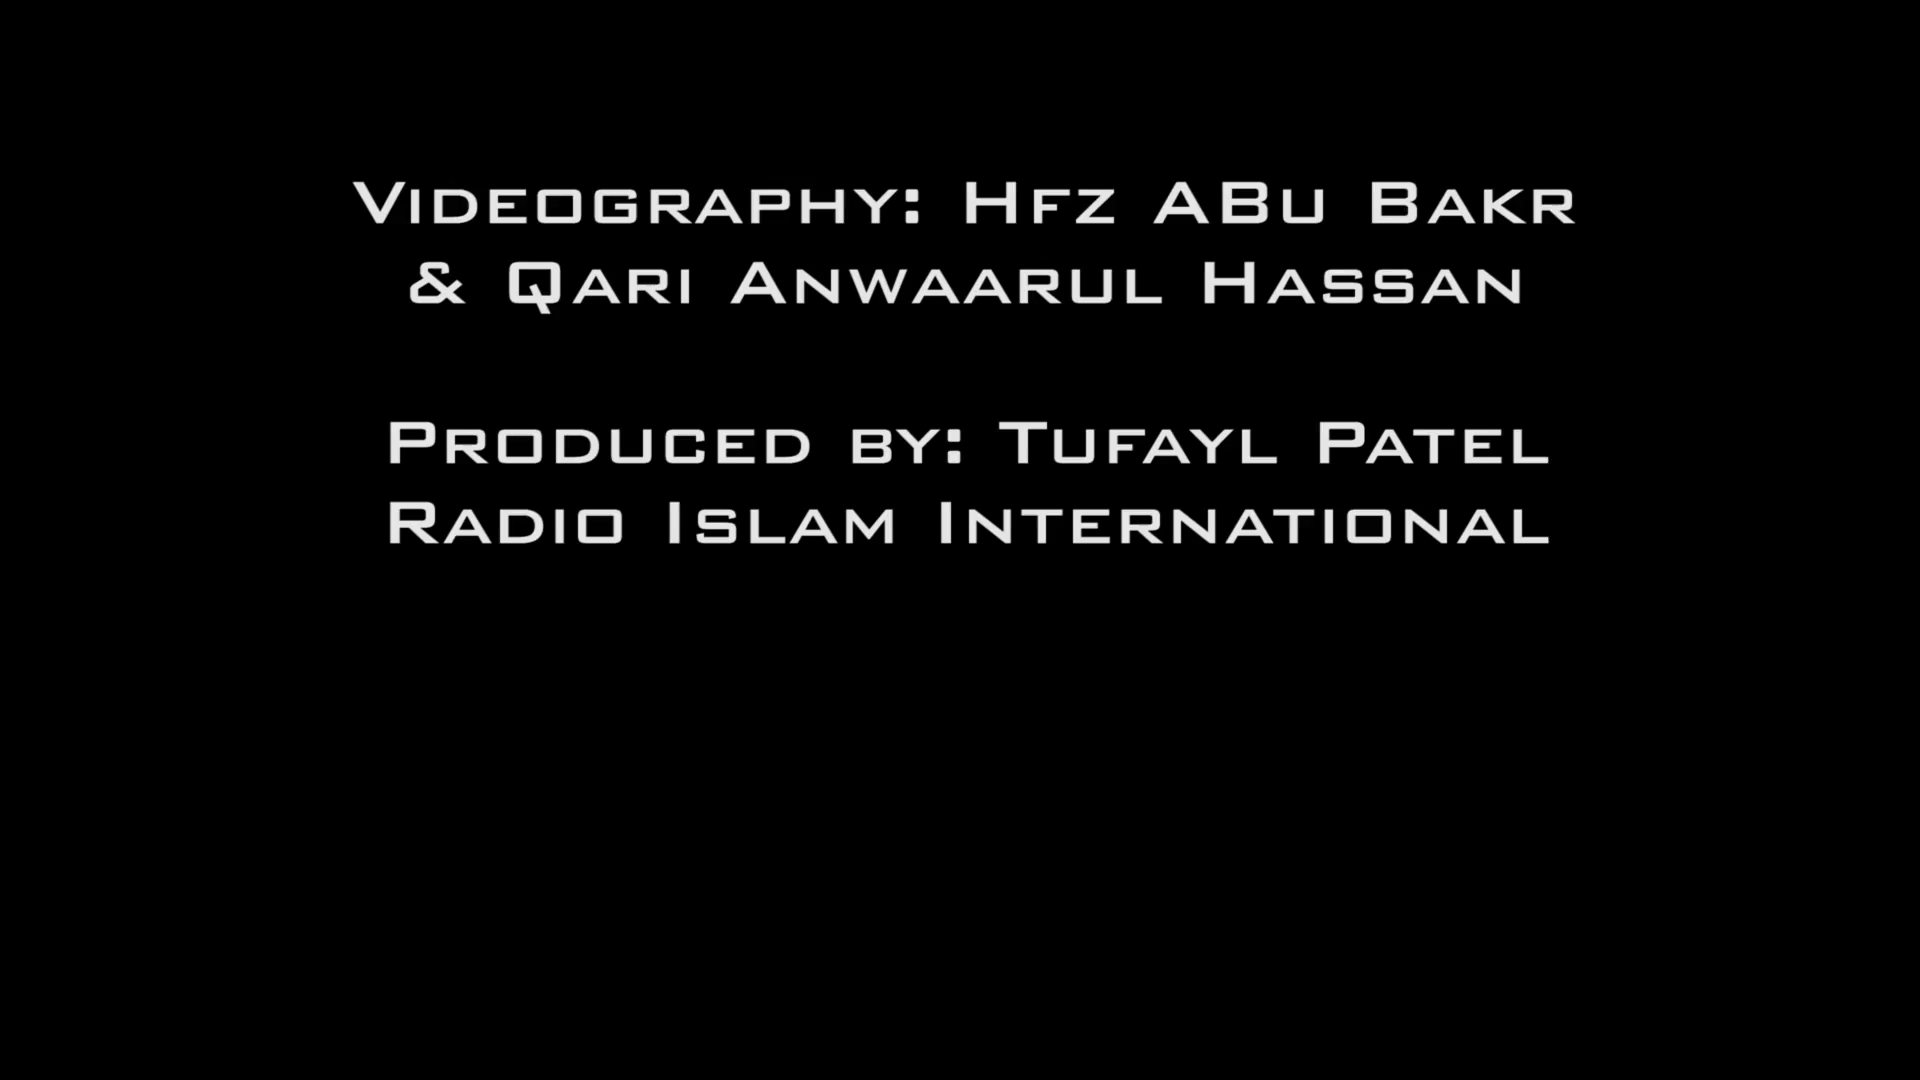 Videography: Hfz ABu Bakr
& Qari Anwaarul Hassan
Produced by: Tufayl Patel
Radio Islam International